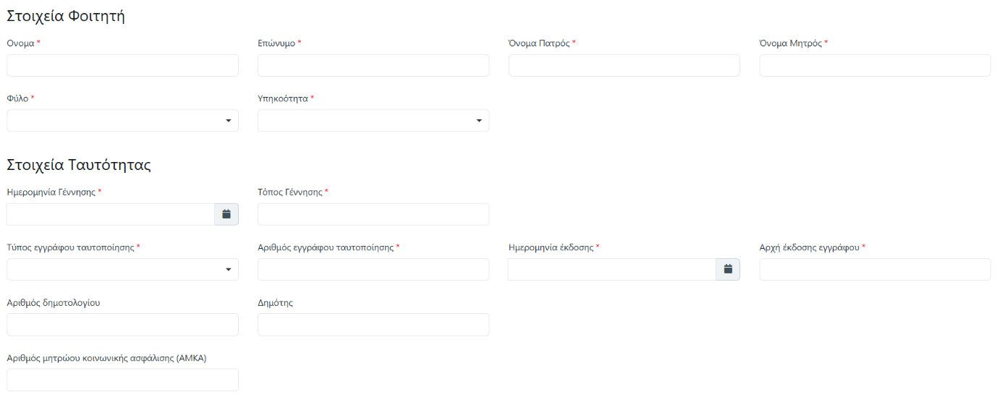 Στοιχεία Φοιτητή
Ονομα * Επώνυμο * Όνομα Πατρός * Όνομα Μητρός *
Φύλο * Υπηκοότητα *
Στοιχεία Ταυτότητας
Ημερομηνία Γέννησης * Τόπος Γέννησης *
Τύπος εγγράφου ταυτοποίησης * Αριθμός εγγράφου ταυτοποίησης * Ημερομηνία έκδοσης * Αρχή έκδοσης εγγράφου *
Αριθμός δημοτολογίου Δημότης
Αριθμός μητρώου κοινωνικής ασφάλισης (ΑΜΚΑ)